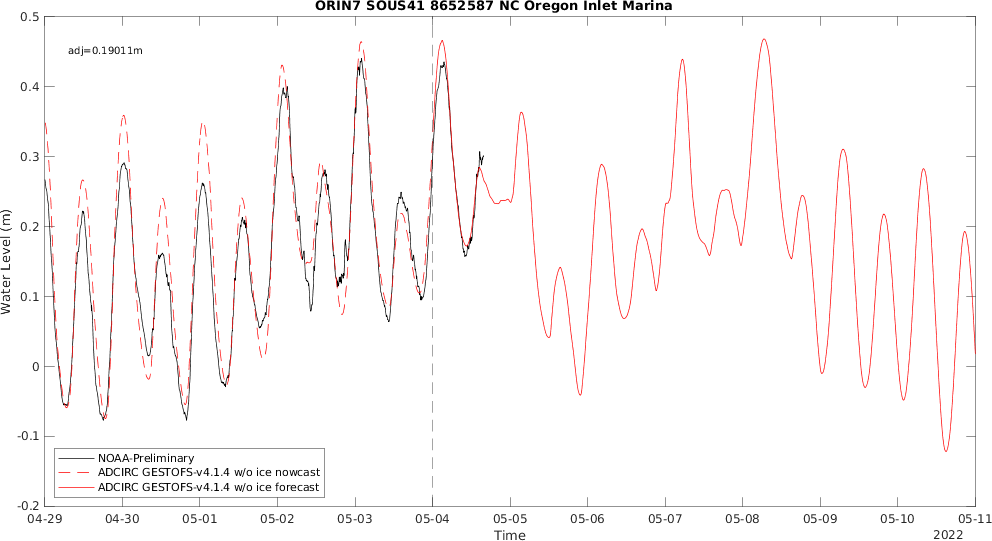 ORIN7 SOUS41 8652587 NC Oregon Inlet Marina
adj=0.19011m
0.5
0.4
0.3
0.2
0.1
0
-0.1
-0.2
Water Level (m)
NOAA-Preliminary
ADCIRC GESTOFS-v4.1.4 w/o ice nowcast
ADCIRC GESTOFS-v4.1.4 w/o ice forecast
04-29 04-30 05-01 05-02 05-03 05-04 05-05 05-06 05-07 05-08 05-09 05-10 05-11
Time
2022